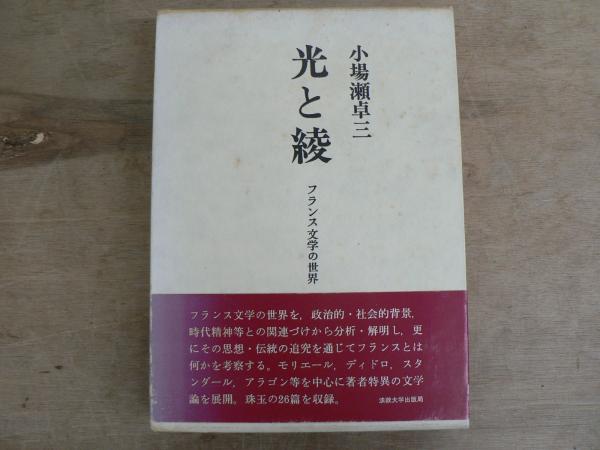 小場瀬卓三
光と綾
フランス文学の世界
フランス文学の世界を，政治的・社会的背景，
時代精神等との関連づけから分析・解明し，更
にその思想・伝統の追究を通じてフランスとは
何かを考察する。モリエール，ディドロ，スタ
ンダール，アラゴン等を中心に著者特異の文学
論を展開。珠玉の26篇を収録。
法政大学出版局